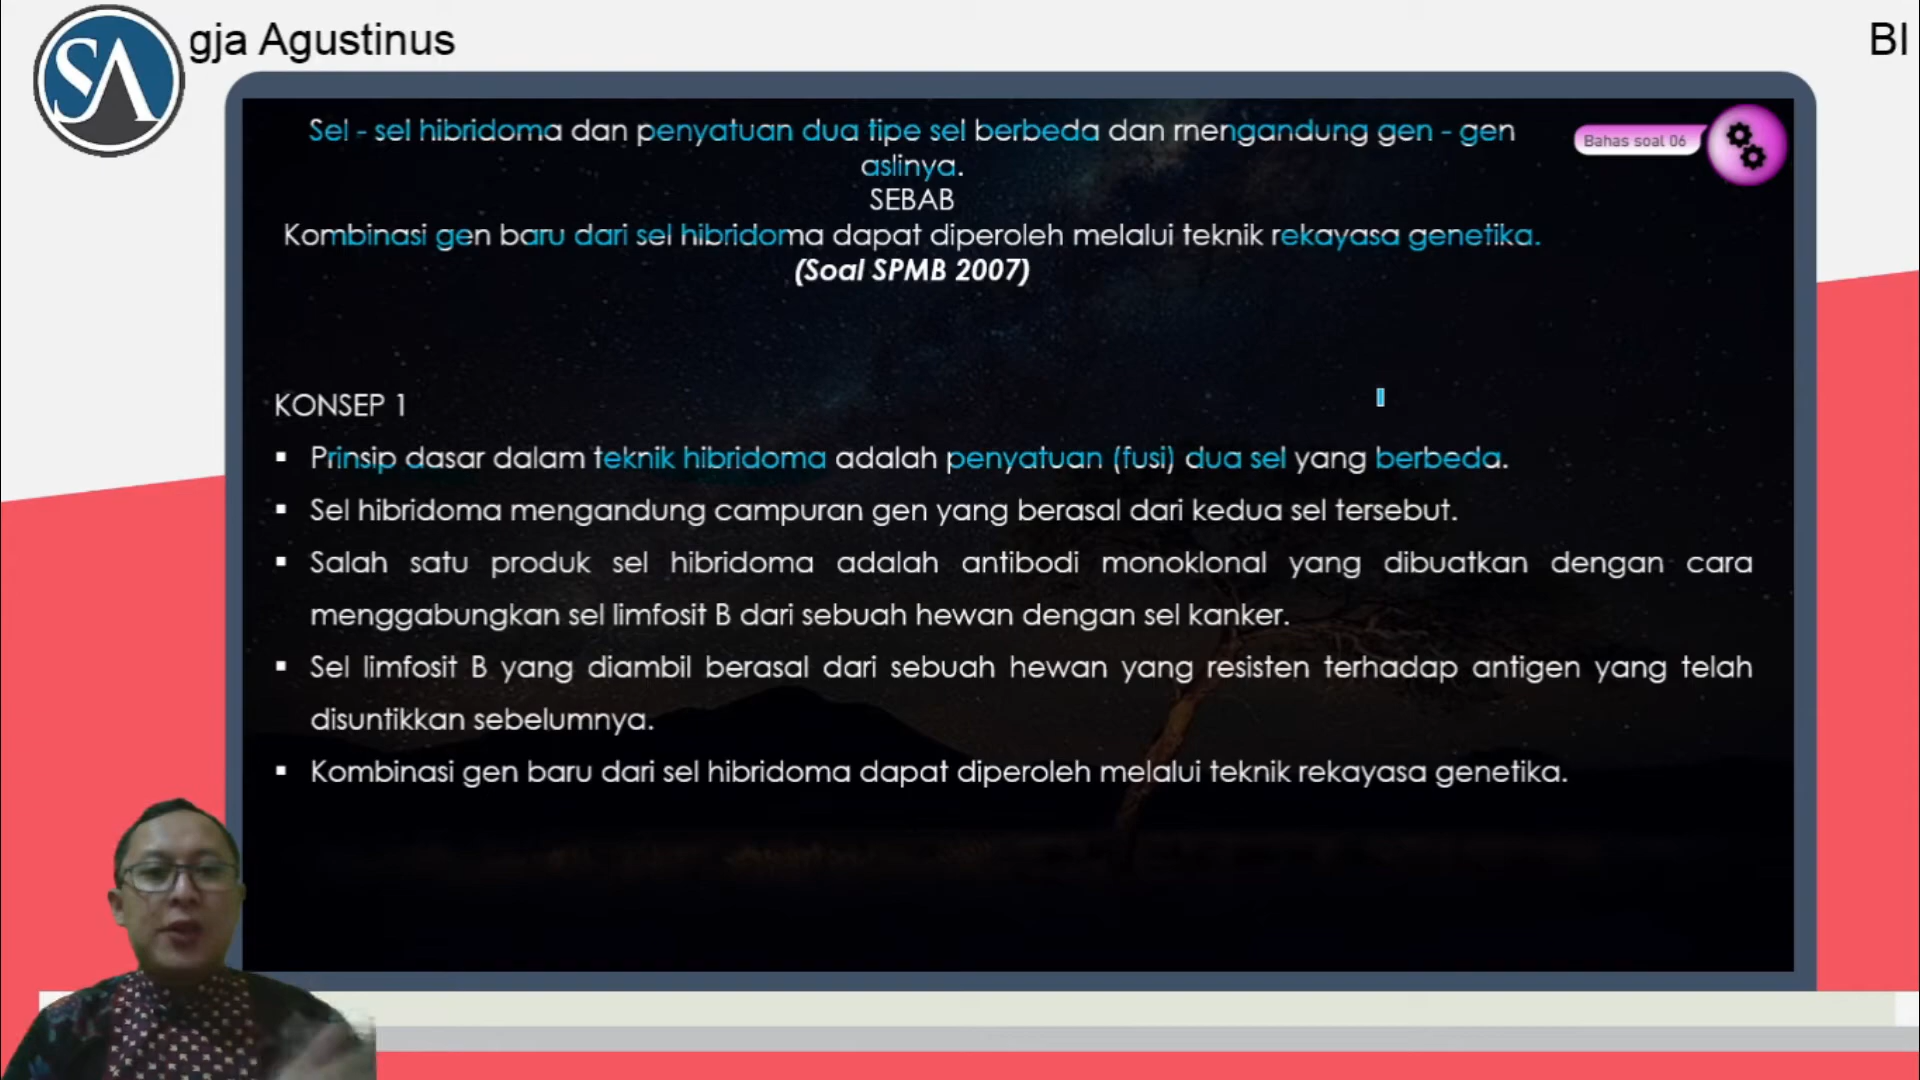 SA
gja Agustinus
BI
Bahas soal 06
Sel - sel hibridoma dan penyatuan dua tipe sel berbeda dan rnengandung gen - gen
aslinya.
SEBAB
Kombinasi gen baru dari sel hibridoma dapat diperoleh melalui teknik rekayasa genetika.
(Soal SPMB 2007)
KONSEP 1
▪ Prinsip dasar dalam teknik hibridoma adalah penyatuan (fusi) dua sel yang berbeda.
▪ Sel hibridoma mengandung campuran gen yang berasal dari kedua sel tersebut.
▪ Salah satu produk sel hibridoma adalah antibodi monoklonal yang dibuatkan dengan cara
menggabungkan sel limfosit B dari sebuah hewan dengan sel kanker.
▪ Sel limfosit B yang diambil berasal dari sebuah hewan yang resisten terhadap antigen yang telah
disuntikkan sebelumnya.
▪ Kombinasi gen baru dari sel hibridoma dapat diperoleh melalui teknik rekayasa genetika.